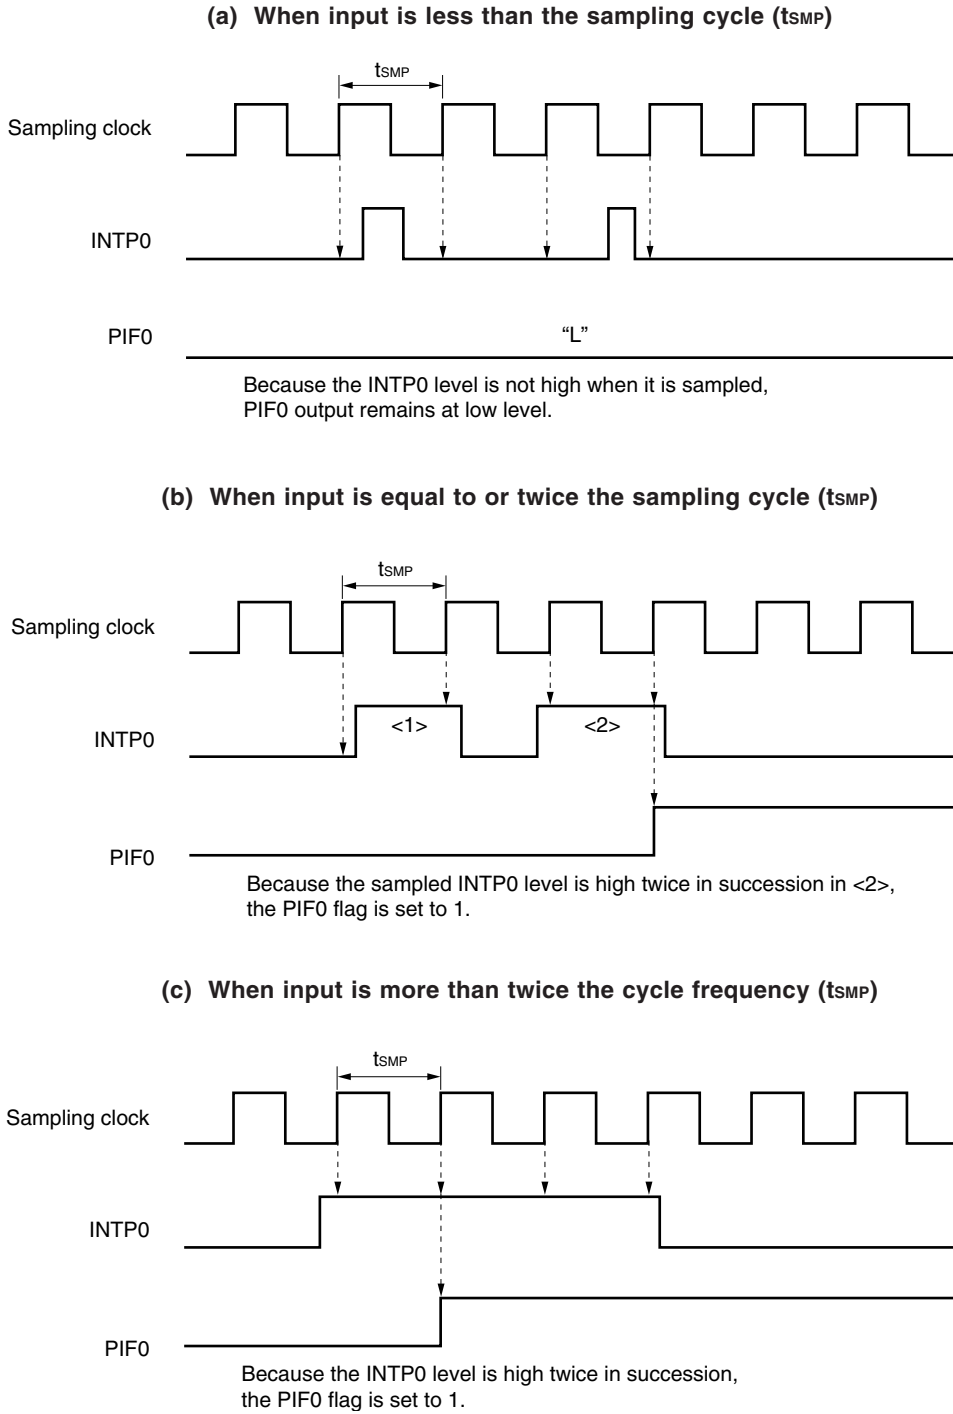 (a) When input is less than the sampling cycle (tSMP)
tSMP
Sampling clock
INTP0
PIF0
“L”
Because the INTP0 level is not high when it is sampled,
PIF0 output remains at low level.
(b) When input is equal to or twice the sampling cycle (tSMP)
tSMP
Sampling clock
<1>
<2>
INTP0
PIF0
Because the sampled INTP0 level is high twice in succession in <2>,
the PIF0 flag is set to 1.
(c) When input is more than twice the cycle frequency (tSMP)
tSMP
Sampling clock
INTP0
PIF0
Because the INTP0 level is high twice in succession,
the PIF0 flag is set to 1.